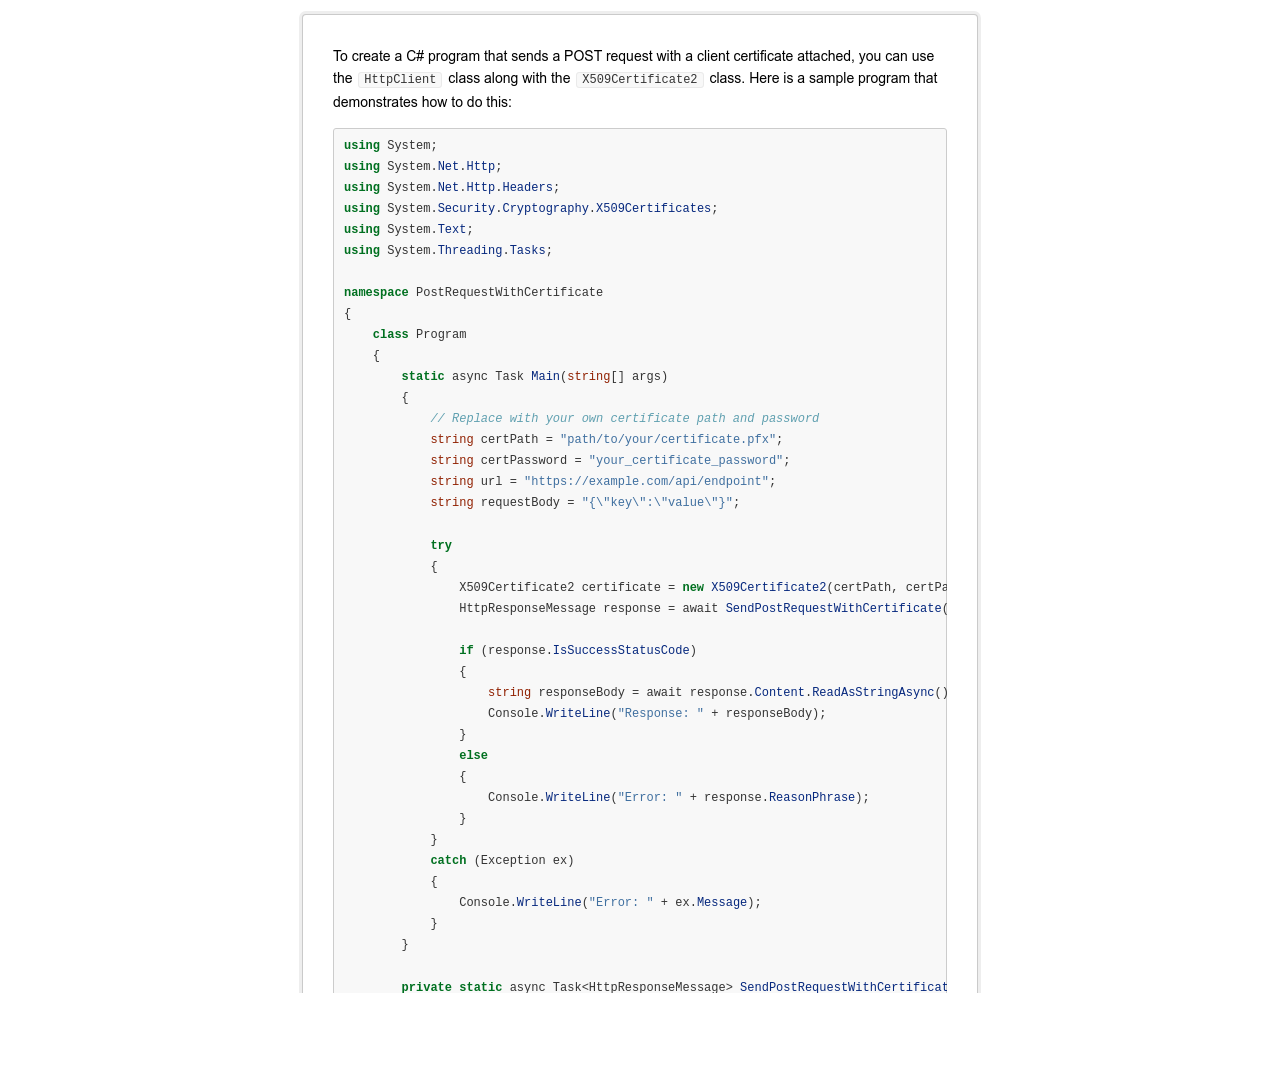 To create a C# program that sends a POST request with a client certificate attached, you can use
the HttpClient class along with the X509Certificate2 class. Here is a sample program that
demonstrates how to do this:
using System;
using System.Net.Http;
using System.Net.Http.Headers;
using System.Security.Cryptography.X509Certificates;
using System.Text;
using System.Threading.Tasks;
namespace PostRequestWithCertificate
{
    class Program
    {
        static async Task Main(string[] args)
        {
            // Replace with your own certificate path and password
            string certPath = "path/to/your/certificate.pfx";
            string certPassword = "your_certificate_password";
            string url = "https://example.com/api/endpoint";
            string requestBody = "{\"key\":\"value\"}";
            try
            {
                X509Certificate2 certificate = new X509Certificate2(certPath, certPa
                HttpResponseMessage response = await SendPostRequestWithCertificate(
                if (response.IsSuccessStatusCode)
                {
                    string responseBody = await response.Content.ReadAsStringAsync()
                    Console.WriteLine("Response: " + responseBody);
                }
                else
                {
                    Console.WriteLine("Error: " + response.ReasonPhrase);
                }
            }
            catch (Exception ex)
            {
                Console.WriteLine("Error: " + ex.Message);
            }
        }
        private static async Task<HttpResponseMessage> SendPostRequestWithCertificat